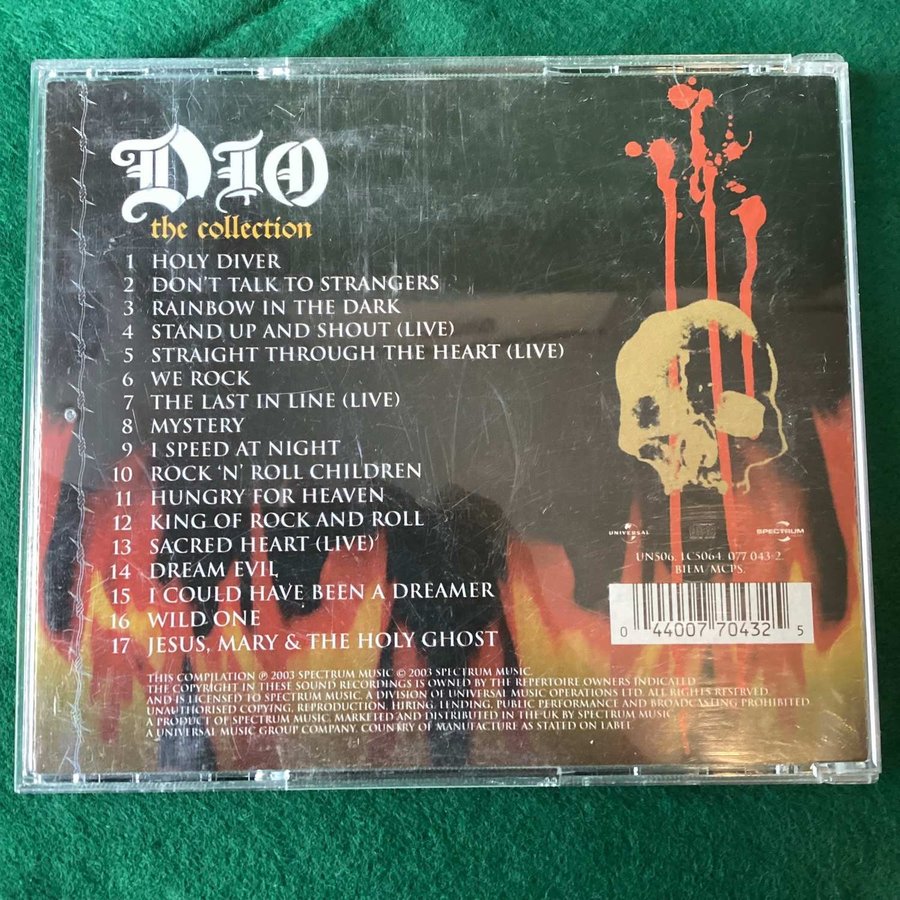 DIO
the collection
1 HOLY DIVER
2 DON'T TALK TO STRANGERS
3 RAINBOW IN THE DARK
4 STAND UP AND SHOUT (LIVE)
5 STRAIGHT THROUGH THE HEART (LIVE)
6 WE ROCK
7 THE LAST IN LINE (LIVE)
8 MYSTERY
9 I SPEED AT NIGHT
10 ROCK ‘N’ ROLL CHILDREN
11 HUNGRY FOR HEAVEN
12 KING OF ROCK AND ROLL
13 SACRED HEART (LIVE)
14 DREAM EVIL
15 I COULD HAVE BEEN A DREAMER
16 WILD ONE
17 JESUS, MARY & THE HOLY GHOST
UNIVERSAL
SPECTRUM
UN506. LC5064. 077 043-2.
BIEM/MCPS.
0 44007 70432 5
THIS COMPILATION ℗ 2003 SPECTRUM MUSIC © 2003 SPECTRUM MUSIC.
THE COPYRIGHT IN THESE SOUND RECORDINGS IS OWNED BY THE REPERTOIRE OWNERS INDICATED
AND IS LICENSED TO SPECTRUM MUSIC. A DIVISION OF UNIVERSAL MUSIC OPERATIONS LTD. ALL RIGHTS RESERVED.
UNAUTHORISED COPYING, REPRODUCTION, HIRING, LENDING, PUBLIC PERFORMANCE AND BROADCASTING PROHIBITED
A PRODUCT OF SPECTRUM MUSIC. MARKETED AND DISTRIBUTED IN THE UK BY SPECTRUM MUSIC
A UNIVERSAL MUSIC GROUP COMPANY. COUNTRY OF MANUFACTURE AS STATED ON LABEL.